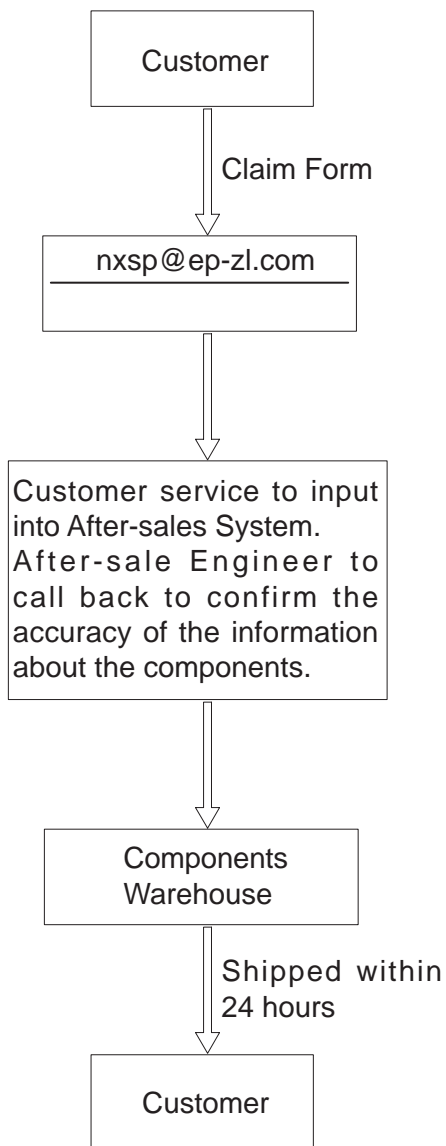 Customer
Claim Form
nxsp@ep-zl.com
Customer service to input
into After-sales System.
After-sale Engineer to
call back to confirm the
accuracy of the information
about the components.
Components
Warehouse
Shipped within
24 hours
Customer